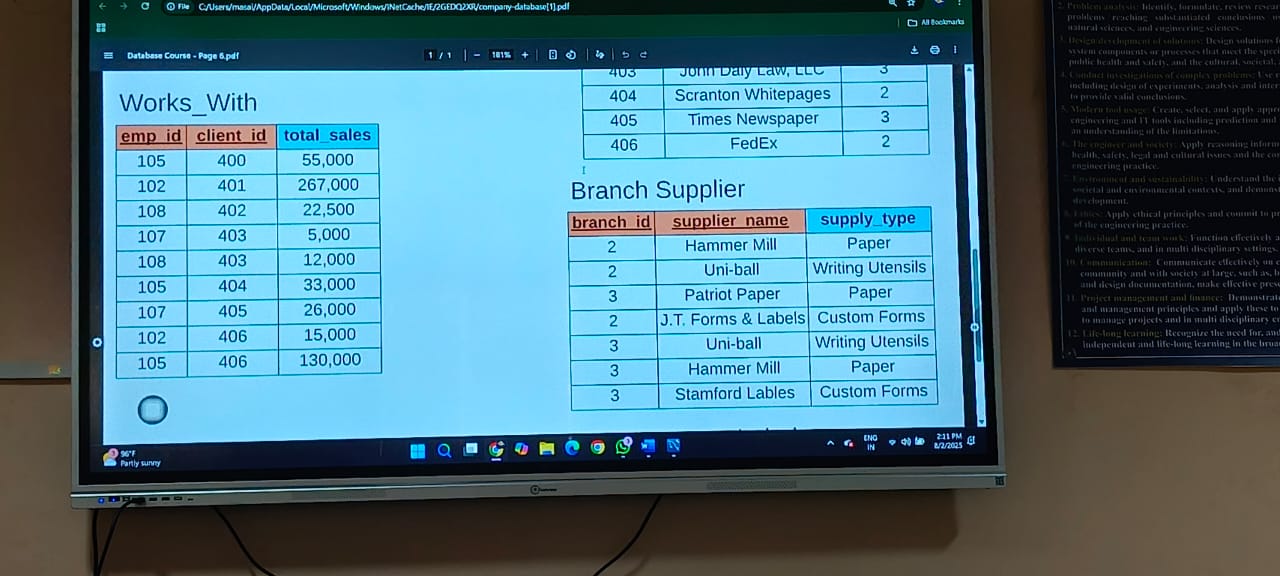 File
C:/Users/masai/AppData/Local/Microsoft/Windows/INetCache/IE/2GEDQ2XR/company-database[1].pdf
All Bookmarks
Database Course - Page 6.pdf
1 / 1
181%
Works_With
emp_id client_id total_sales
105 400 55,000
102 401 267,000
108 402 22,500
107 403 5,000
108 403 12,000
105 404 33,000
107 405 26,000
102 406 15,000
105 406 130,000
403 John Daly Law, LLC 3
404 Scranton Whitepages 2
405 Times Newspaper 3
406 FedEx 2
Branch Supplier
branch_id supplier_name supply_type
2 Hammer Mill Paper
2 Uni-ball Writing Utensils
3 Patriot Paper Paper
2 J.T. Forms & Labels Custom Forms
3 Uni-ball Writing Utensils
3 Hammer Mill Paper
3 Stamford Lables Custom Forms
96°F
Partly sunny
ENG
IN
2:11 PM
8/2/2025
2. Problem analysis: Identify, formulate, review
problems reaching substantiated conclusions
natural sciences, and engineering sciences.
3. Design/development of solutions: Design solutions
system components or processes that meet the
public health and safety, and the cultural, societal,
4. Conduct investigations of complex problems: Use
including design of experiments, analysis and
to provide valid conclusions.
5. Modern tool usage: Create, select, and apply
engineering and IT tools including prediction and
an understanding of the limitations.
6. The engineer and society: Apply reasoning
health, safety, legal and cultural issues and the
engineering practice.
7. Environment and sustainability: Understand the
societal and environmental contexts, and
development.
8. Ethics: Apply ethical principles and commit to
of the engineering practice.
9. Individual and team work: Function effectively
diverse teams, and in multi disciplinary settings.
10. Communication: Communicate effectively on
community and with society at large, such as,
and design documentation, make effective
11. Project management and finance:
and management principles and apply these to
to manage projects and in multi disciplinary
12. Life-long learning: Recognize the need for, and
independent and life-long learning in the